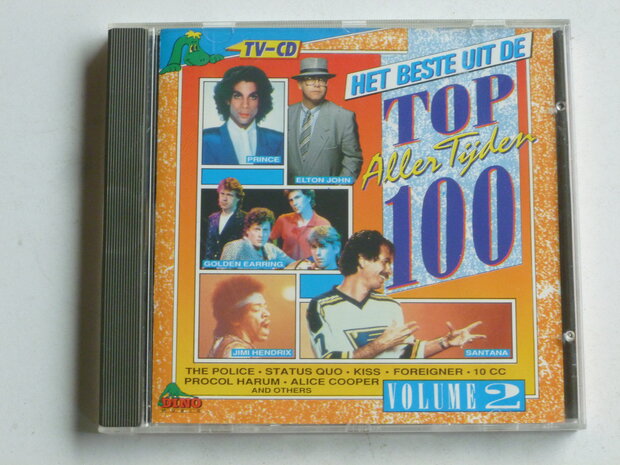 TV-CD
HET BESTE UIT DE
TOP
Aller Tijden
100
PRINCE
ELTON JOHN
GOLDEN EARRING
JIMI HENDRIX
SANTANA
THE POLICE · STATUS QUO · KISS · FOREIGNER · 10 CC
PROCOL HARUM · ALICE COOPER
AND OTHERS
VOLUME 2
DINO